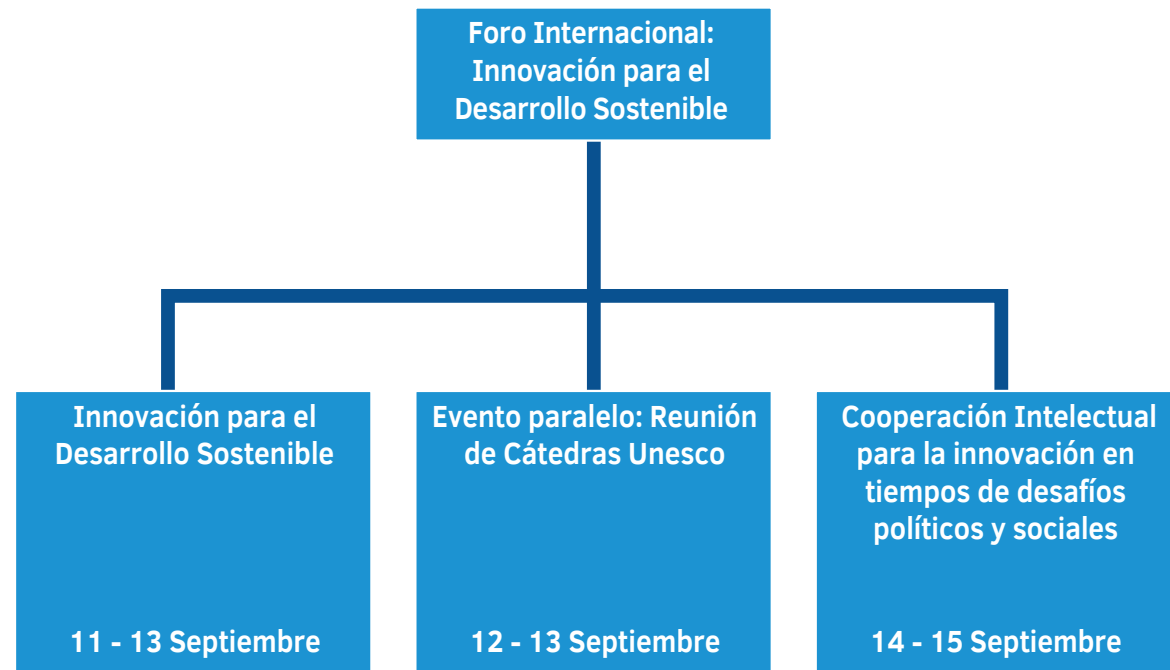 Foro Internacional:
Innovación para el
Desarrollo Sostenible
Innovación para el
Desarrollo Sostenible
11 - 13 Septiembre
Evento paralelo: Reunión
de Cátedras Unesco
12 - 13 Septiembre
Cooperación Intelectual
para la innovación en
tiempos de desafíos
políticos y sociales
14 - 15 Septiembre